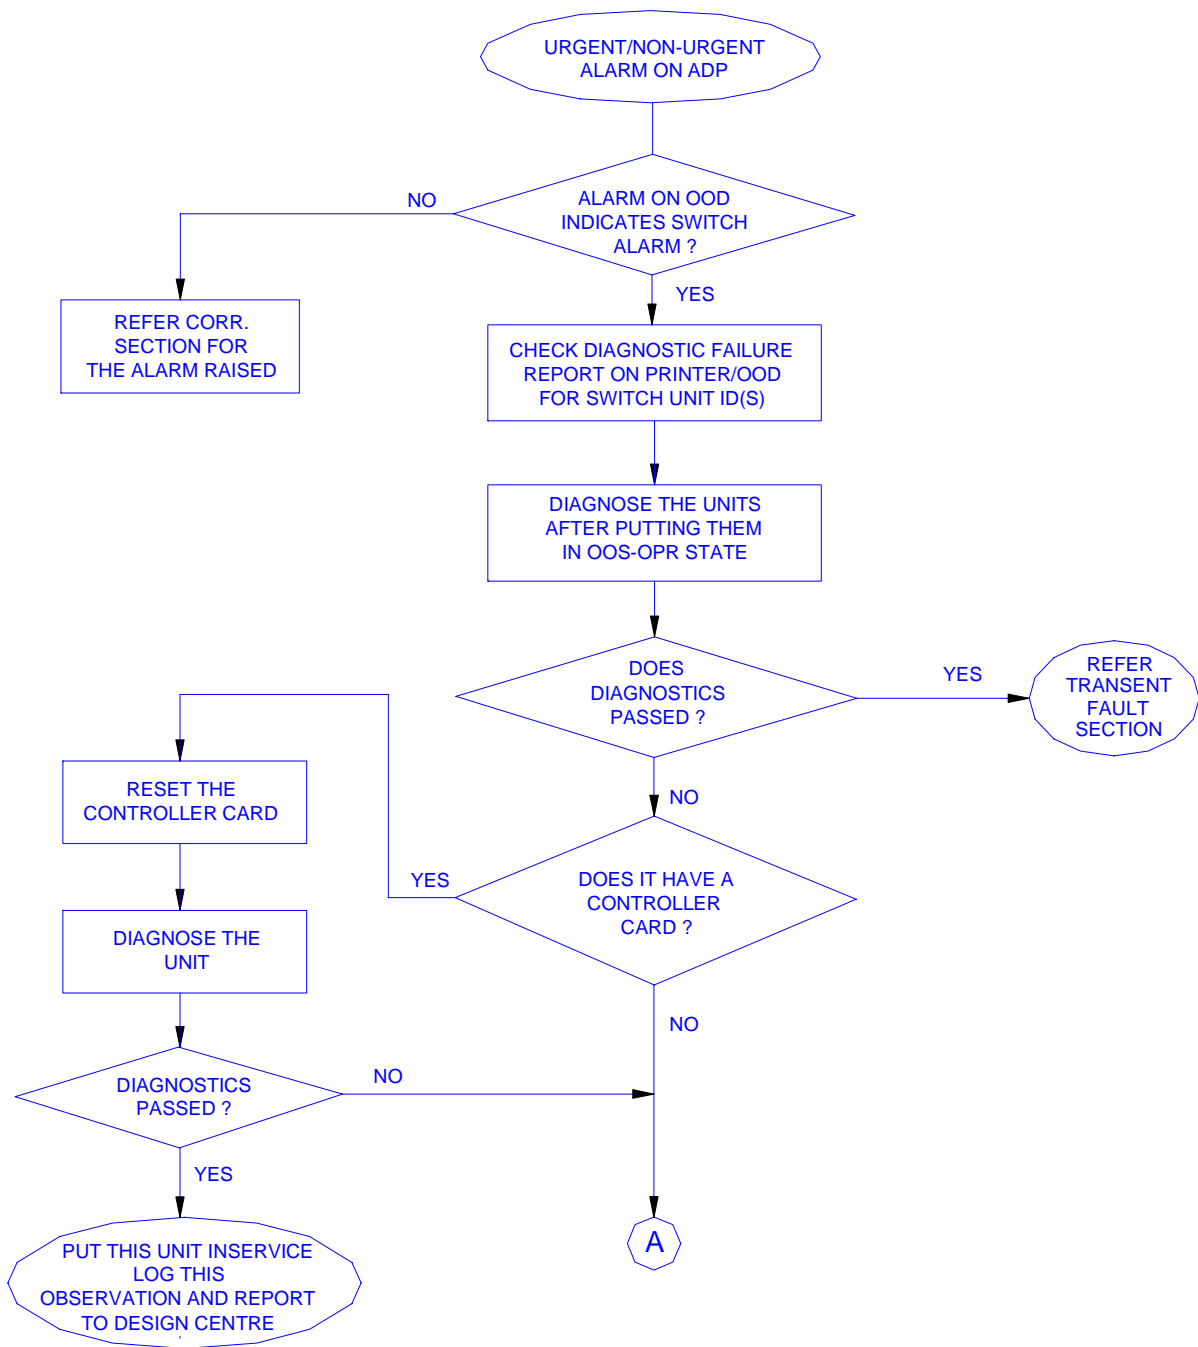 URGENT/NON-URGENT
ALARM ON ADP
NO
ALARM ON OOD
INDICATES SWITCH
ALARM ?
YES
REFER CORR.
SECTION FOR
THE ALARM RAISED
CHECK DIAGNOSTIC FAILURE
REPORT ON PRINTER/OOD
FOR SWITCH UNIT ID(S)
DIAGNOSE THE UNITS
AFTER PUTTING THEM
IN OOS-OPR STATE
DOES
DIAGNOSTICS
PASSED ?
YES
REFER
TRANSENT
FAULT
SECTION
NO
RESET THE
CONTROLLER CARD
YES
DOES IT HAVE A
CONTROLLER
CARD ?
DIAGNOSE THE
UNIT
NO
DIAGNOSTICS
PASSED ?
NO
YES
PUT THIS UNIT INSERVICE
LOG THIS
OBSERVATION AND REPORT
TO DESIGN CENTRE
A